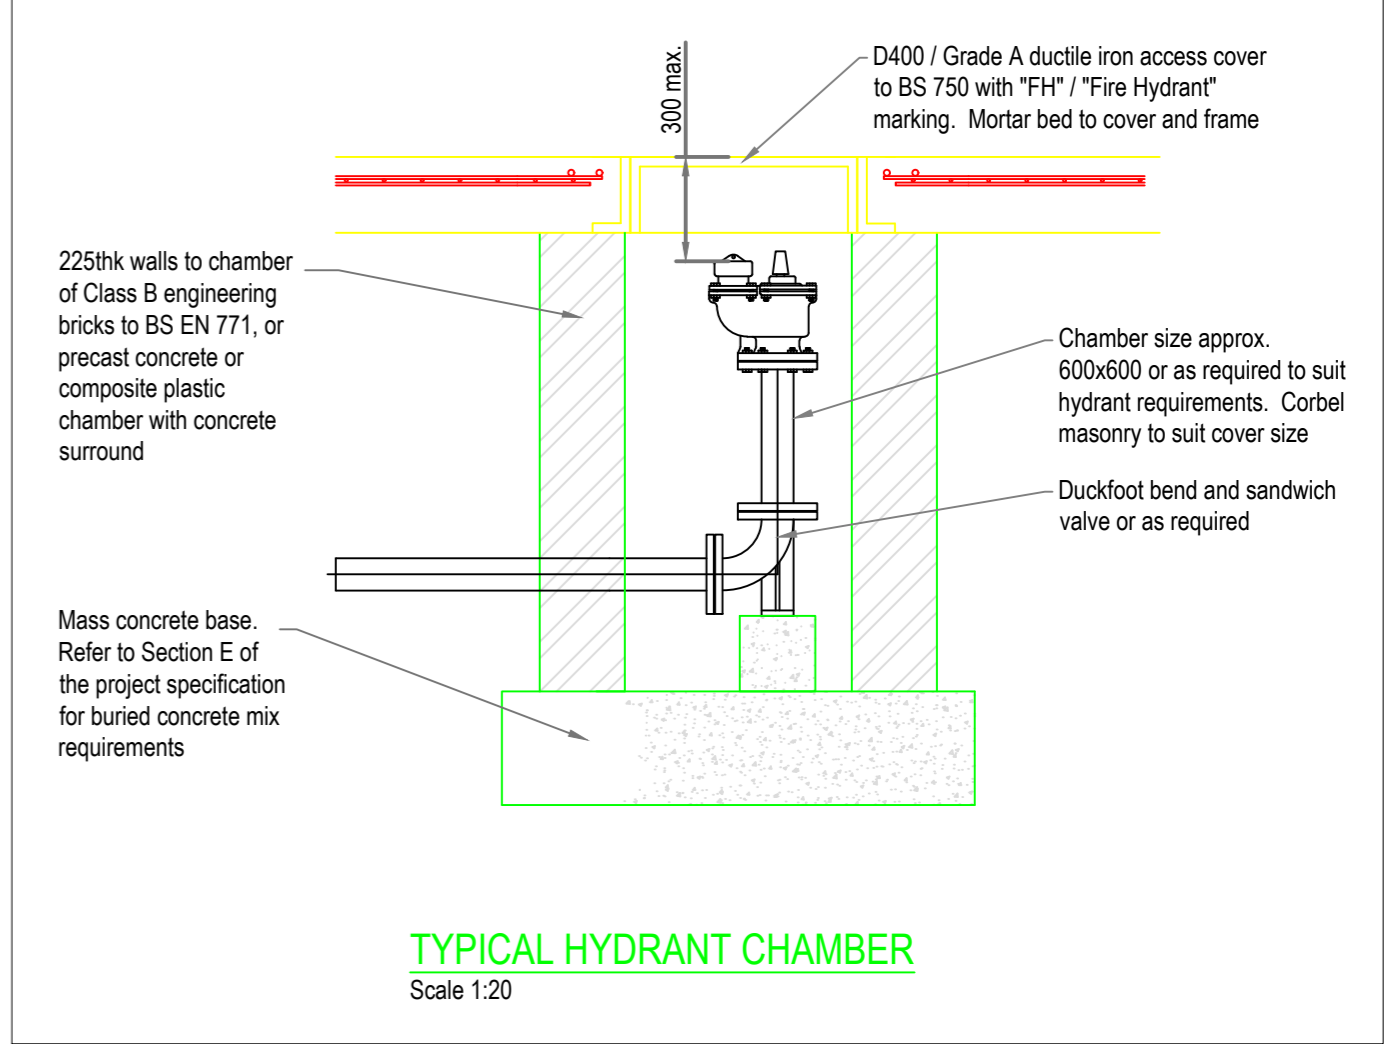 300 max.
D400 / Grade A ductile iron access cover
to BS 750 with "FH" / "Fire Hydrant"
marking.  Mortar bed to cover and frame
225thk walls to chamber
of Class B engineering
bricks to BS EN 771, or
precast concrete or
composite plastic
chamber with concrete
surround
Chamber size approx.
600x600 or as required to suit
hydrant requirements.  Corbel
masonry to suit cover size
Duckfoot bend and sandwich
valve or as required
Mass concrete base.
Refer to Section E of
the project specification
for buried concrete mix
requirements
TYPICAL HYDRANT CHAMBER
Scale 1:20